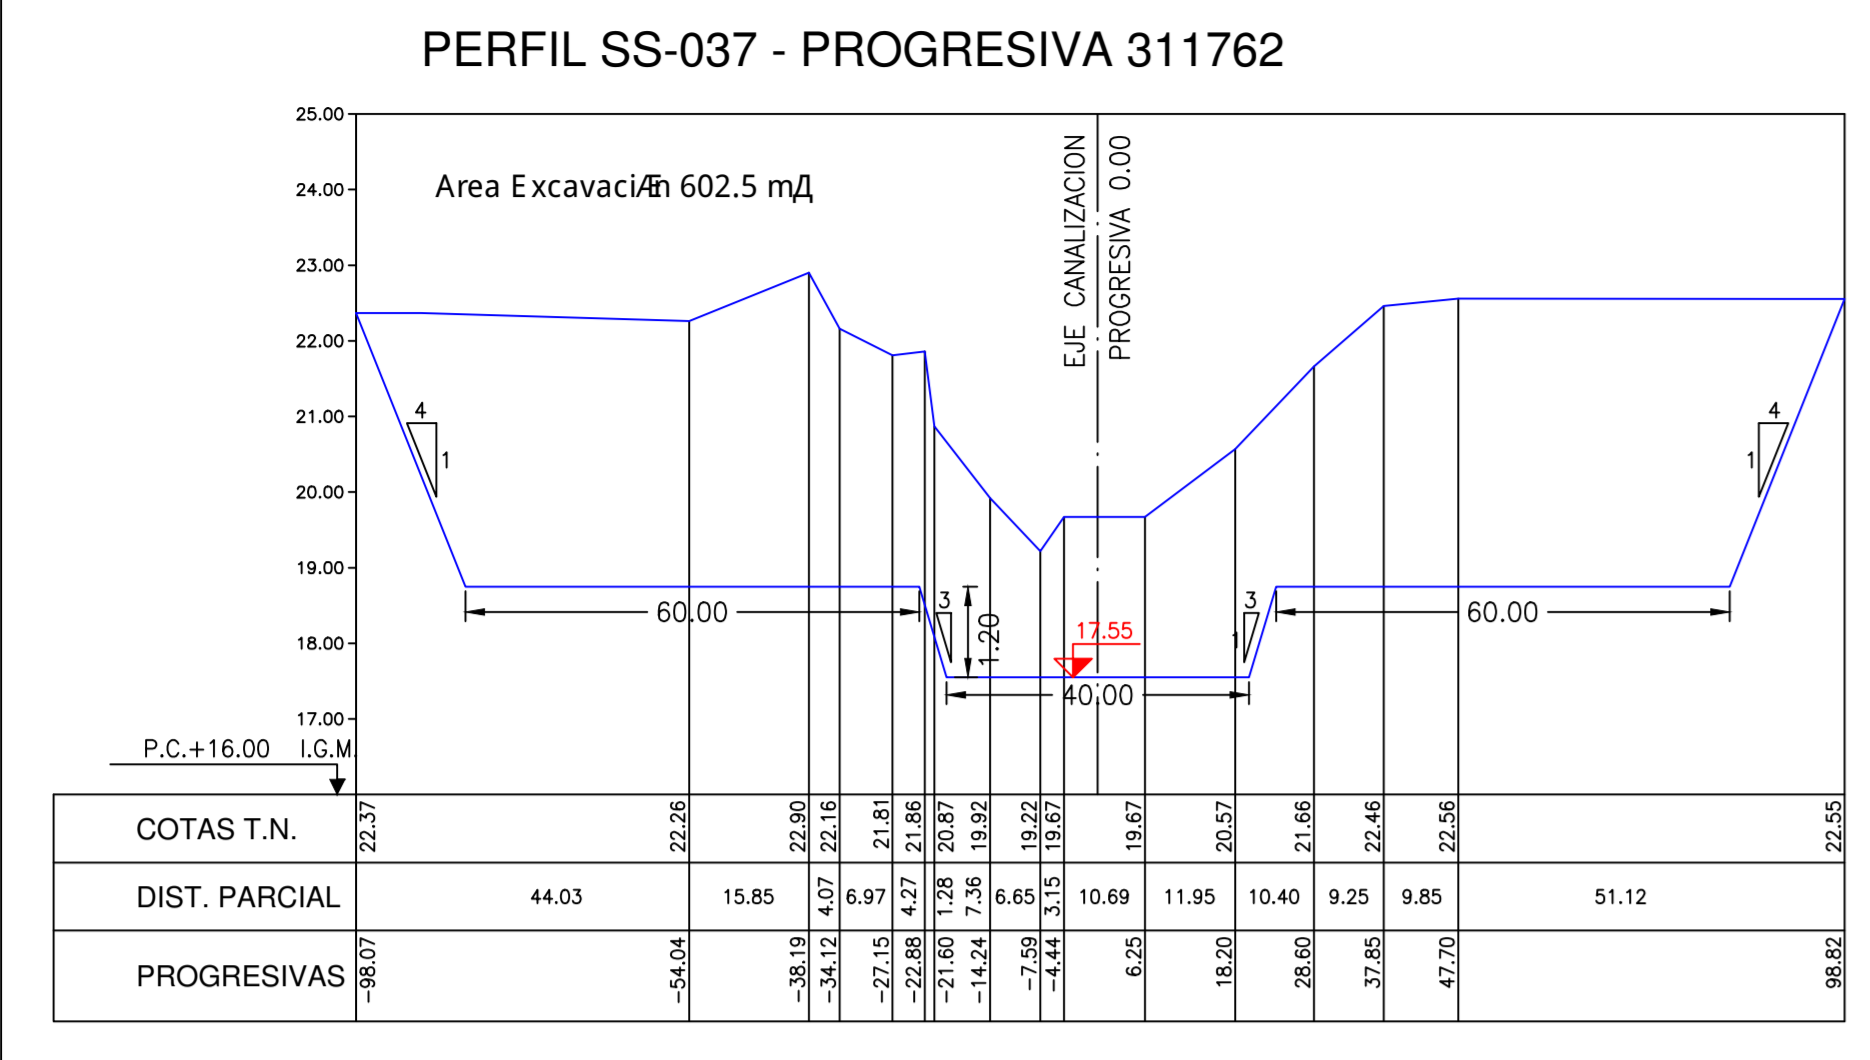 PERFIL SS-037 - PROGRESIVA 311762
25.00
24.00
23.00
22.00
21.00
20.00
19.00
18.00
17.00
Area ExcavaciÆn 602.5 mД
EJE CANALIZACION
PROGRESIVA 0.00
4
1
4
1
60.00
3
1.20
17.55
40.00
3
1
60.00
P.C.+16.00 I.G.M.
COTAS T.N. 22.37 22.26 22.90 22.16 21.81 21.86 20.87 19.92 19.22 19.67 19.67 20.57 21.66 22.46 22.56 22.55
DIST. PARCIAL 44.03 15.85 4.07 6.97 4.27 1.28 7.36 6.65 3.15 10.69 11.95 10.40 9.25 9.85 51.12
PROGRESIVAS -98.07 -54.04 -38.19 -34.12 -27.15 -22.88 -21.60 -14.24 -7.59 -4.44 6.25 18.20 28.60 37.85 47.70 98.82